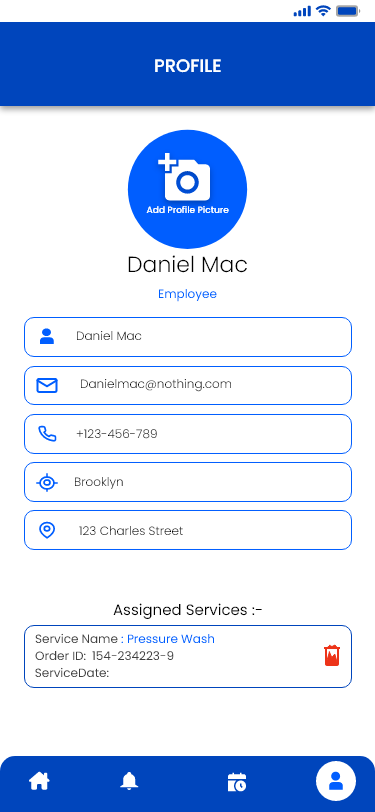 PROFILE
Add Profile Picture
Daniel Mac
Employee
Daniel Mac
Danielmac@nothing.com
+123-456-789
Brooklyn
123 Charles Street
Assigned Services :-
Service Name : Pressure Wash
Order ID: 154-234223-9
ServiceDate: